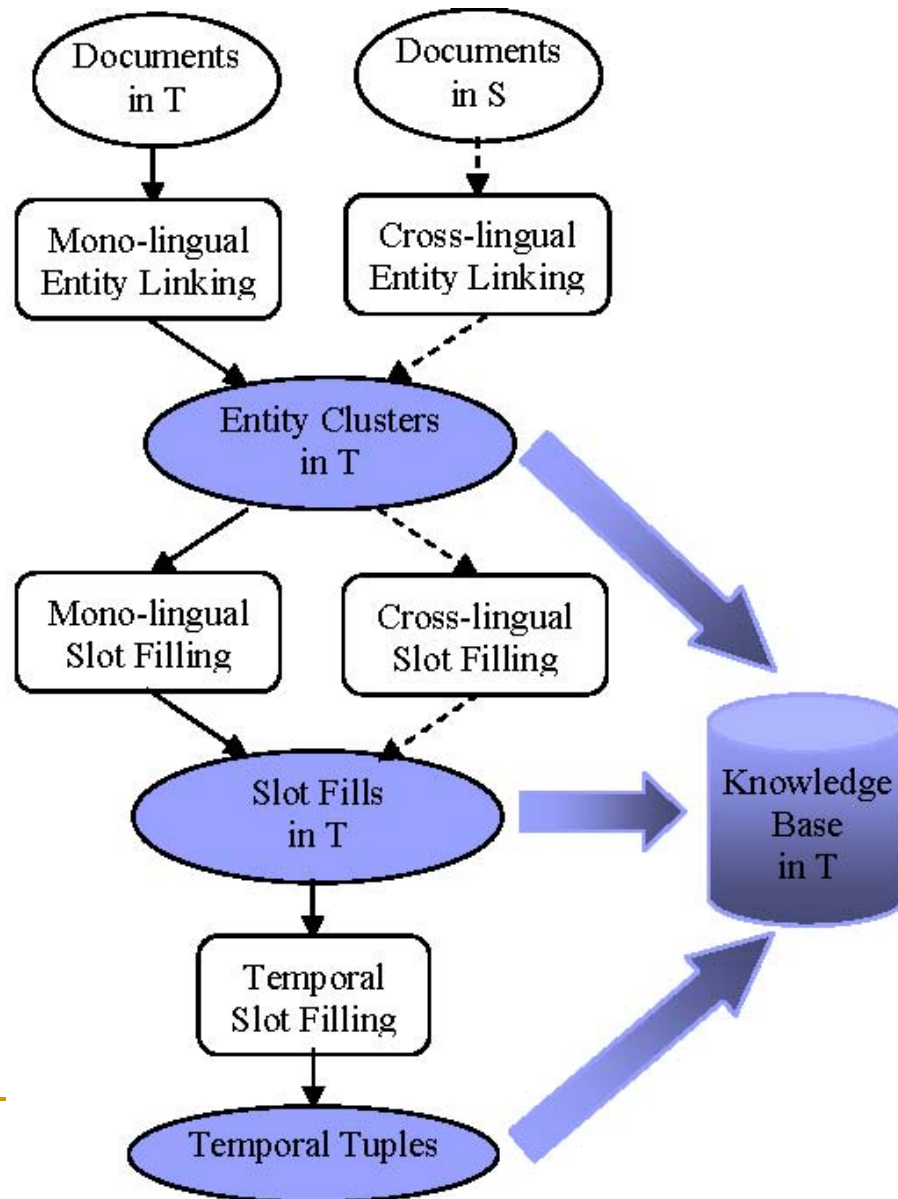 Documents
in T
Documents
in S
Mono-lingual
Entity Linking
Cross-lingual
Entity Linking
Entity Clusters
in T
Mono-lingual
Slot Filling
Cross-lingual
Slot Filling
Slot Fills
in T
Knowledge
Base
in T
Temporal
Slot Filling
Temporal Tuples